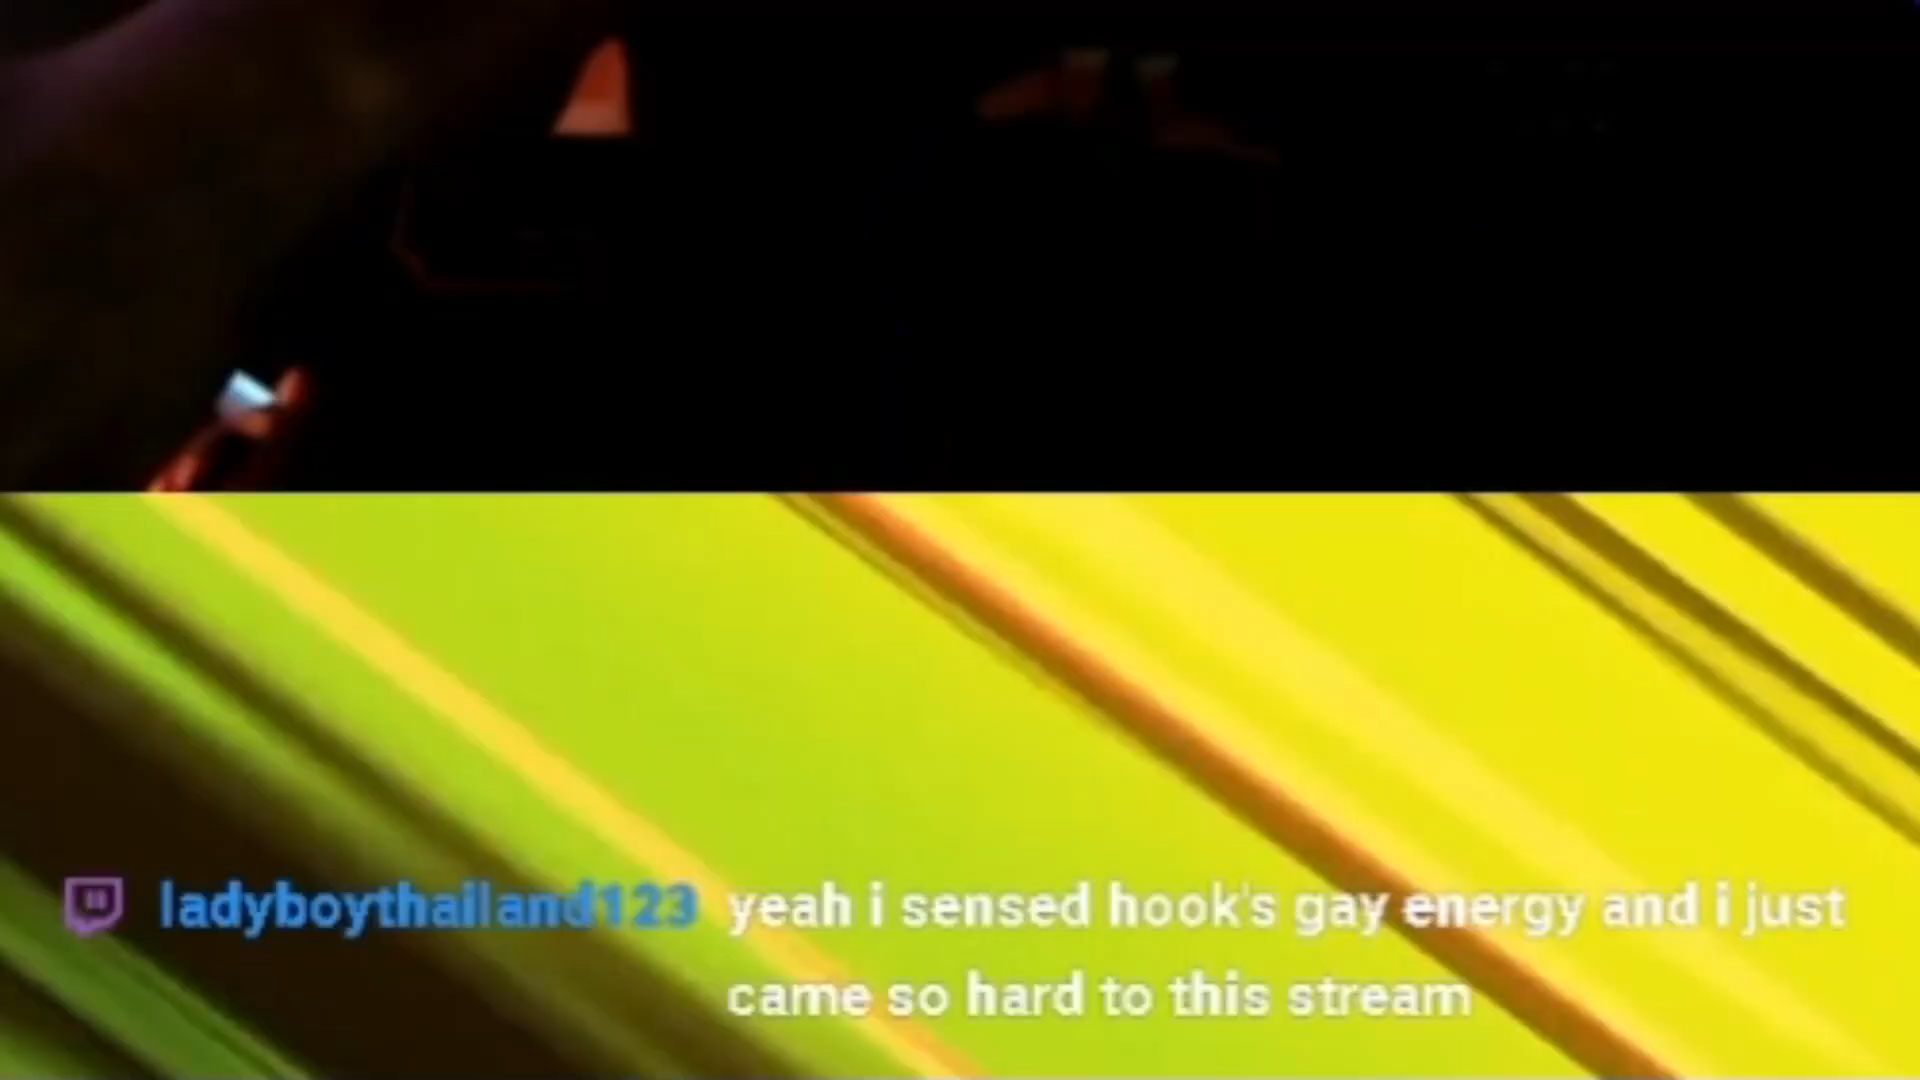 ladyboythailand123 yeah i sensed hook's gay energy and i just
came so hard to this stream